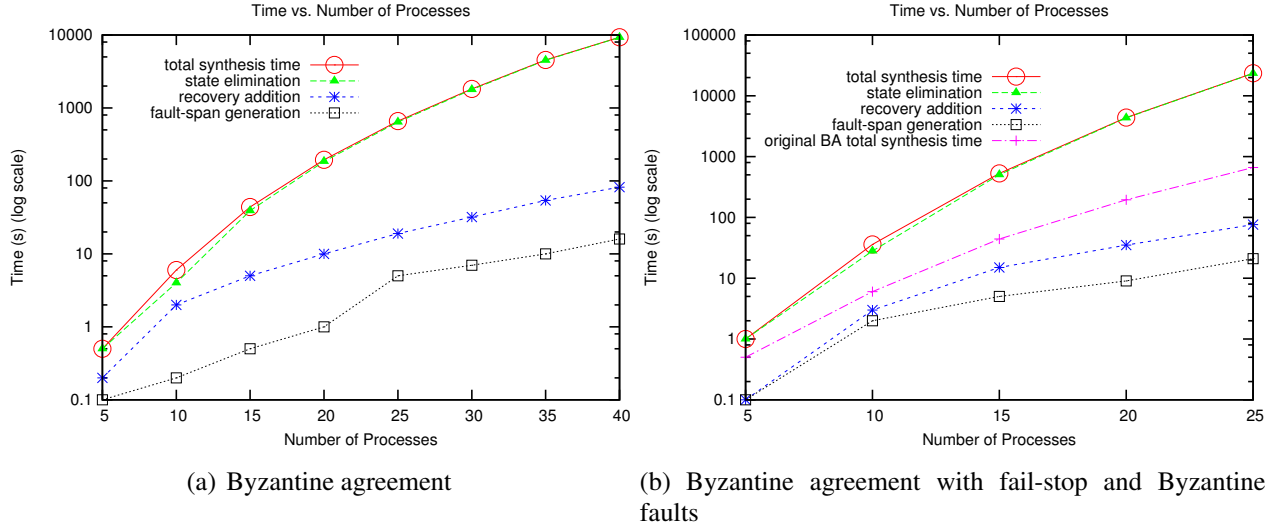 Time vs. Number of Processes
10000
1000
100
10
1
0.1
Time (s) (log scale)
total synthesis time
state elimination
recovery addition
fault-span generation
5 10 15 20 25 30 35 40
Number of Processes
(a) Byzantine agreement
Time vs. Number of Processes
100000
10000
1000
100
10
1
0.1
Time (s) (log scale)
total synthesis time
state elimination
recovery addition
fault-span generation
original BA total synthesis time
5 10 15 20 25
Number of Processes
(b) Byzantine agreement with fail-stop and Byzantine
faults